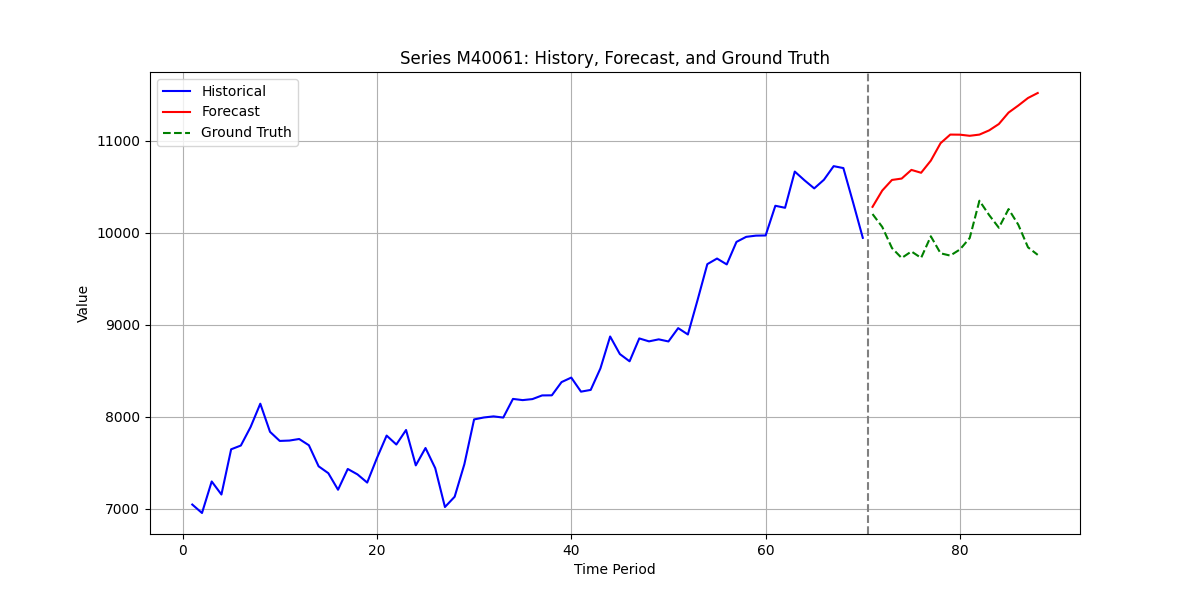 Series M40061: History, Forecast, and Ground Truth
Historical
Forecast
Ground Truth
11000
10000
9000
8000
7000
Value
0
20
40
60
80
Time Period